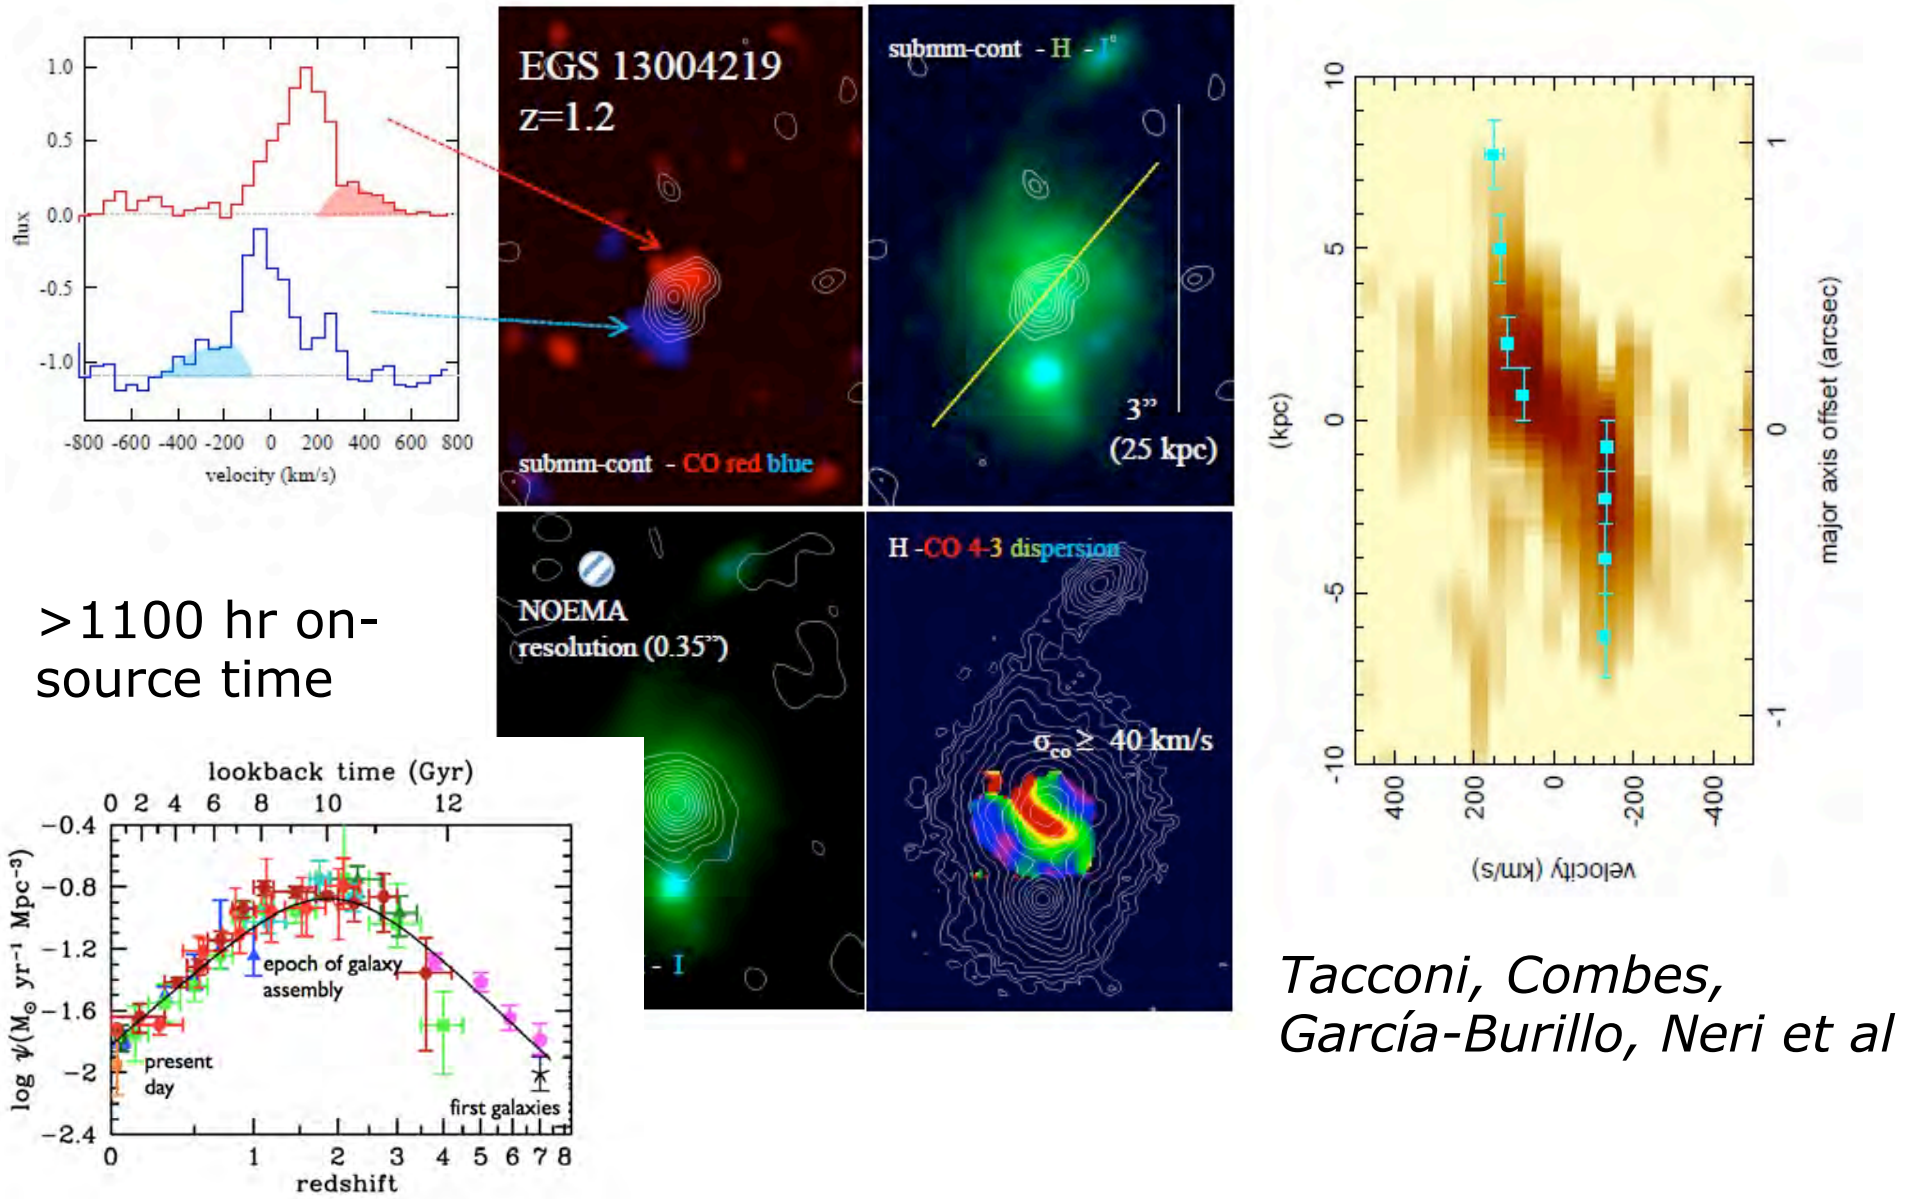 1.0
0.5
0.0
-0.5
-1.0
flux
-800 -600 -400 -200 0 200 400 600 800
velocity (km/s)
EGS 13004219
z=1.2
submm-cont - CO red blue
submm-cont - H - I
3”
(25 kpc)
10
5
0
-5
-10
(kpc)
1
0
-1
major axis offset (arcsec)
400 200 0 -200 -400
velocity (km/s)
>1100 hr on-
source time
NOEMA
resolution (0.35”)
- I
H -CO 4-3 dispersion
σco ≥ 40 km/s
lookback time (Gyr)
0 2 4 6 8 10 12
-0.4
-0.8
-1.2
-1.6
-2
-2.4
log ψ(M⊙ yr⁻¹ Mpc⁻³)
epoch of galaxy
assembly
present
day
first galaxies
0 1 2 3 4 5 6 7 8
redshift
Tacconi, Combes,
García-Burillo, Neri et al